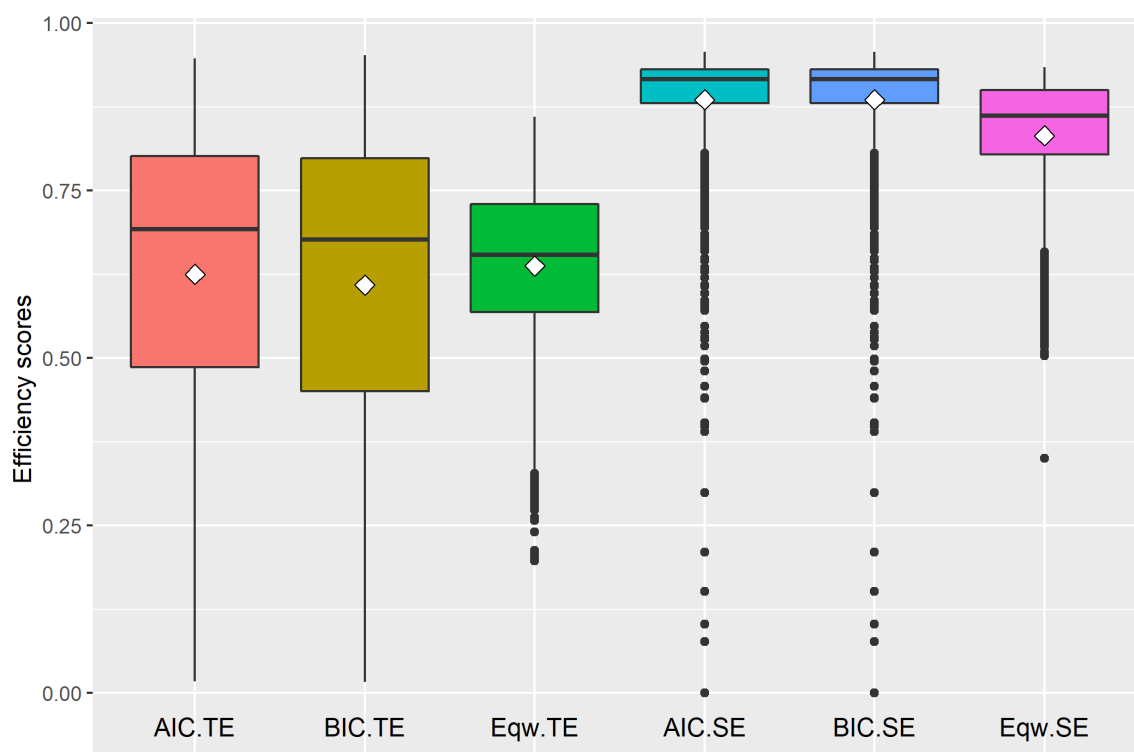 Efficiency scores
1.00
0.75
0.50
0.25
0.00
AIC.TE BIC.TE Eqw.TE AIC.SE BIC.SE Eqw.SE